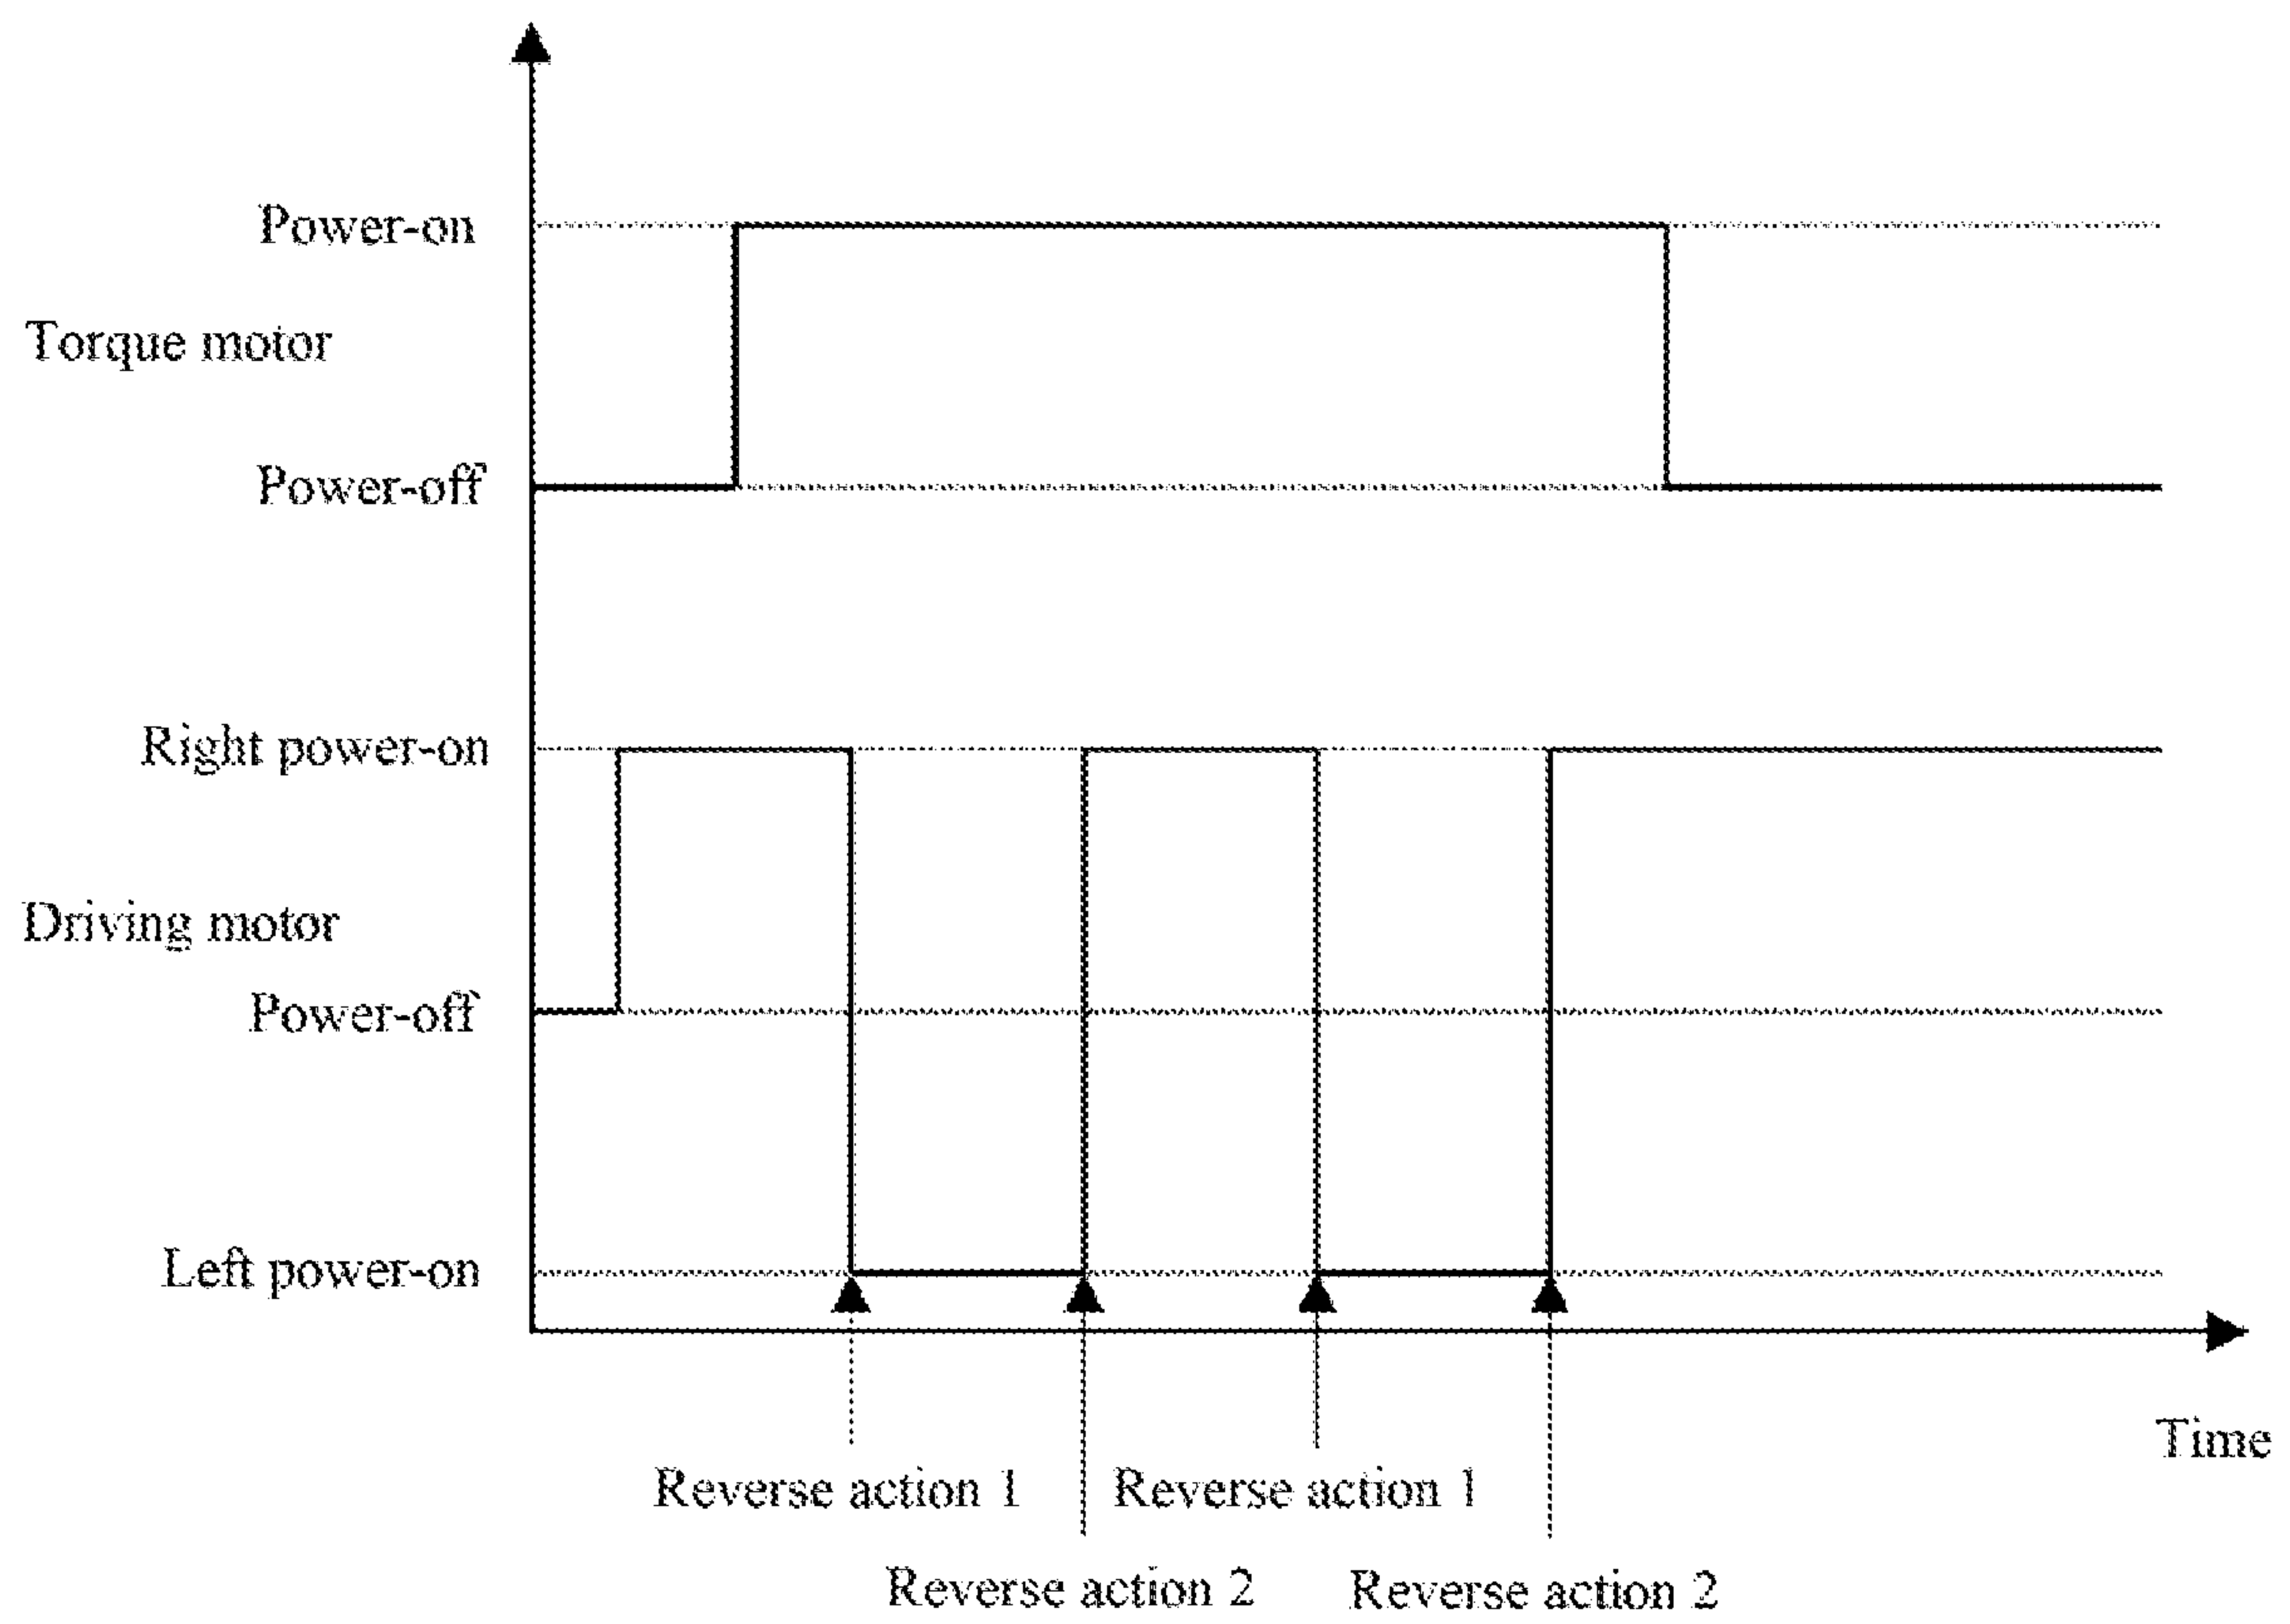 Power-on
Torque motor
Power-off
Right power-on
Driving motor
Power-off
Left power-on
Time
Reverse action 1
Reverse action 1
Reverse action 2
Reverse action 2